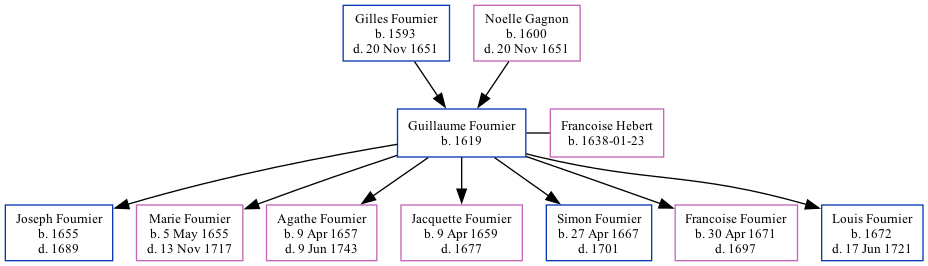 Gilles Fournier
b. 1593
d. 20 Nov 1651
Noelle Gagnon
b. 1600
d. 20 Nov 1651
Guillaume Fournier
b. 1619
Francoise Hebert
b. 1638-01-23
Joseph Fournier
b. 1655
d. 1689
Marie Fournier
b. 5 May 1655
d. 13 Nov 1717
Agathe Fournier
b. 9 Apr 1657
d. 9 Jun 1743
Jacquette Fournier
b. 9 Apr 1659
d. 1677
Simon Fournier
b. 27 Apr 1667
d. 1701
Francoise Fournier
b. 30 Apr 1671
d. 1697
Louis Fournier
b. 1672
d. 17 Jun 1721